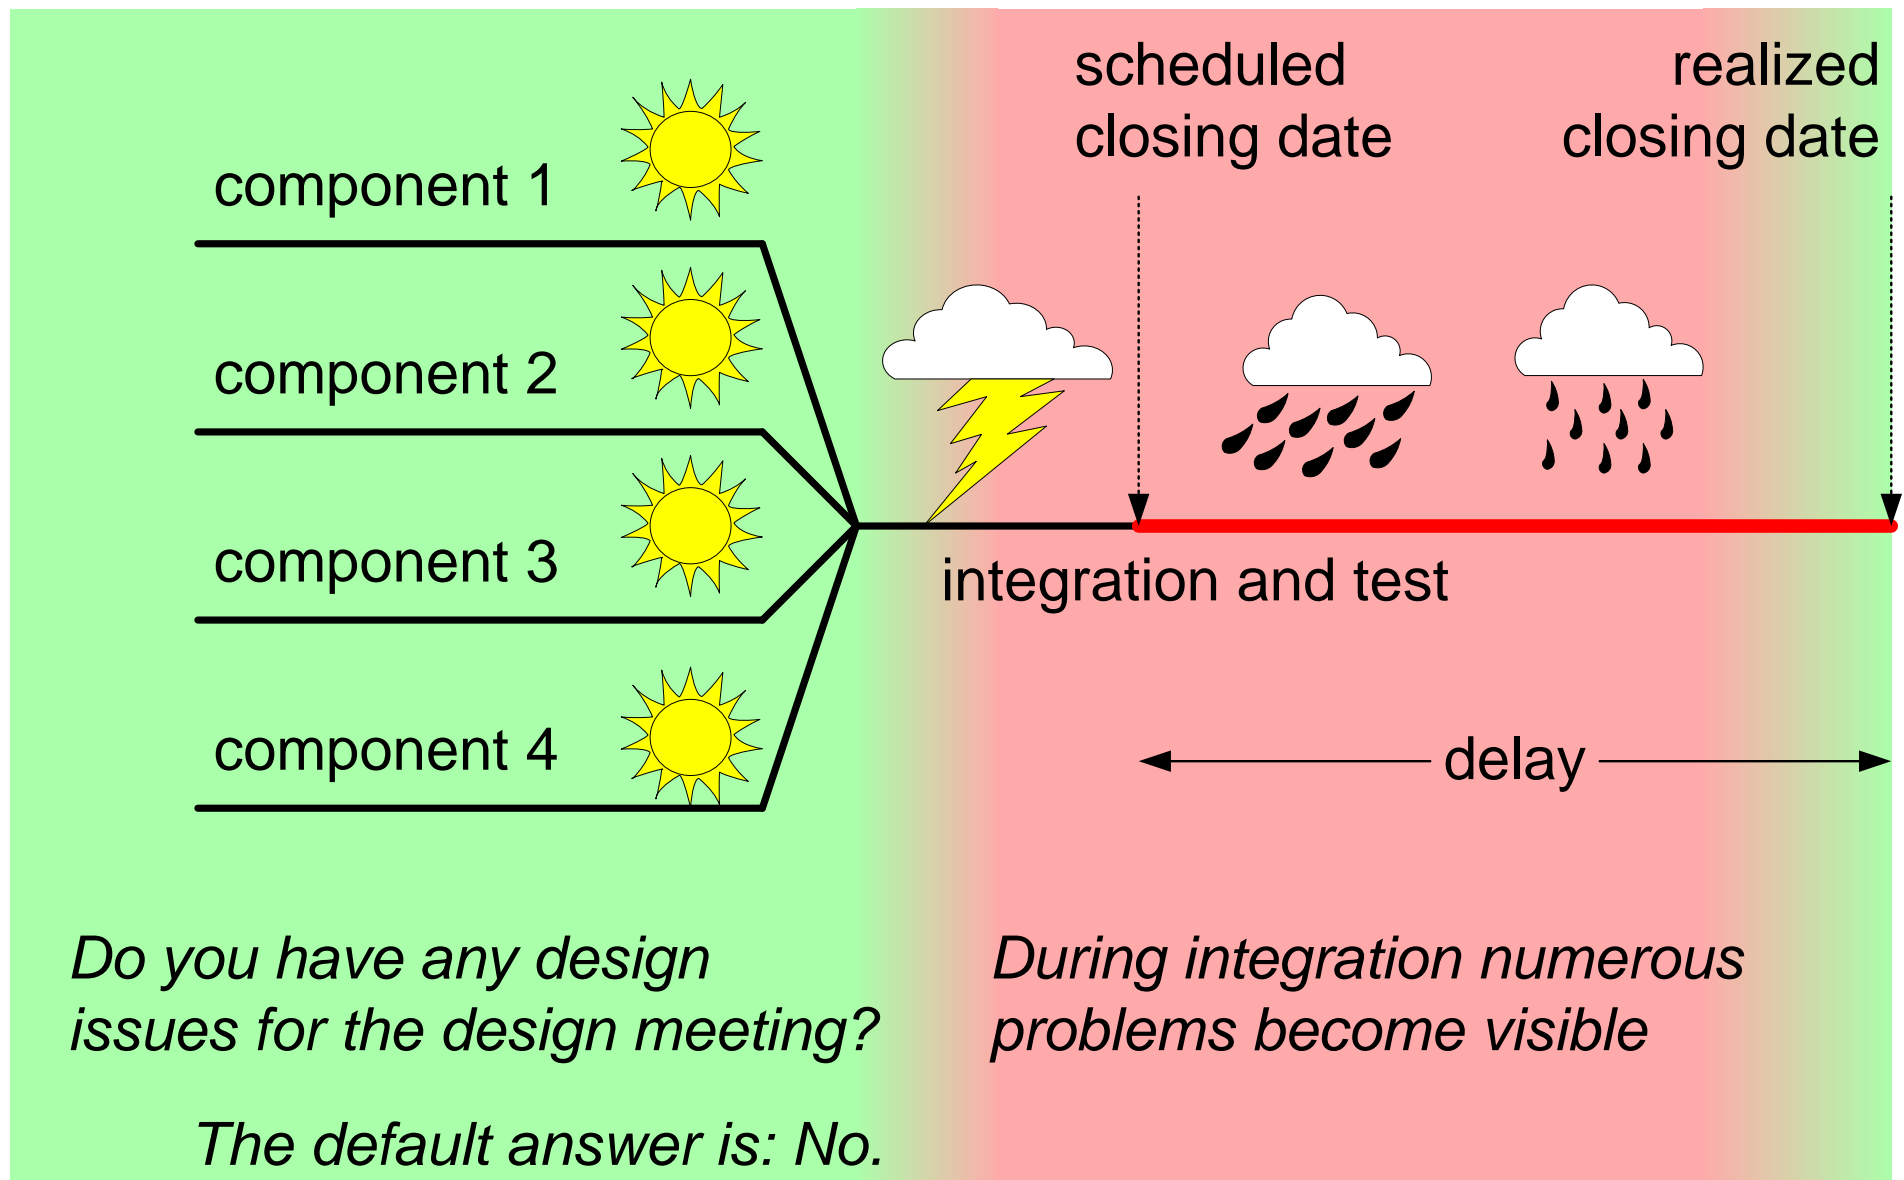 scheduled
closing date
realized
closing date
component 1
component 2
component 3
component 4
integration and test
delay
Do you have any design
issues for the design meeting?
The default answer is: No.
During integration numerous
problems become visible